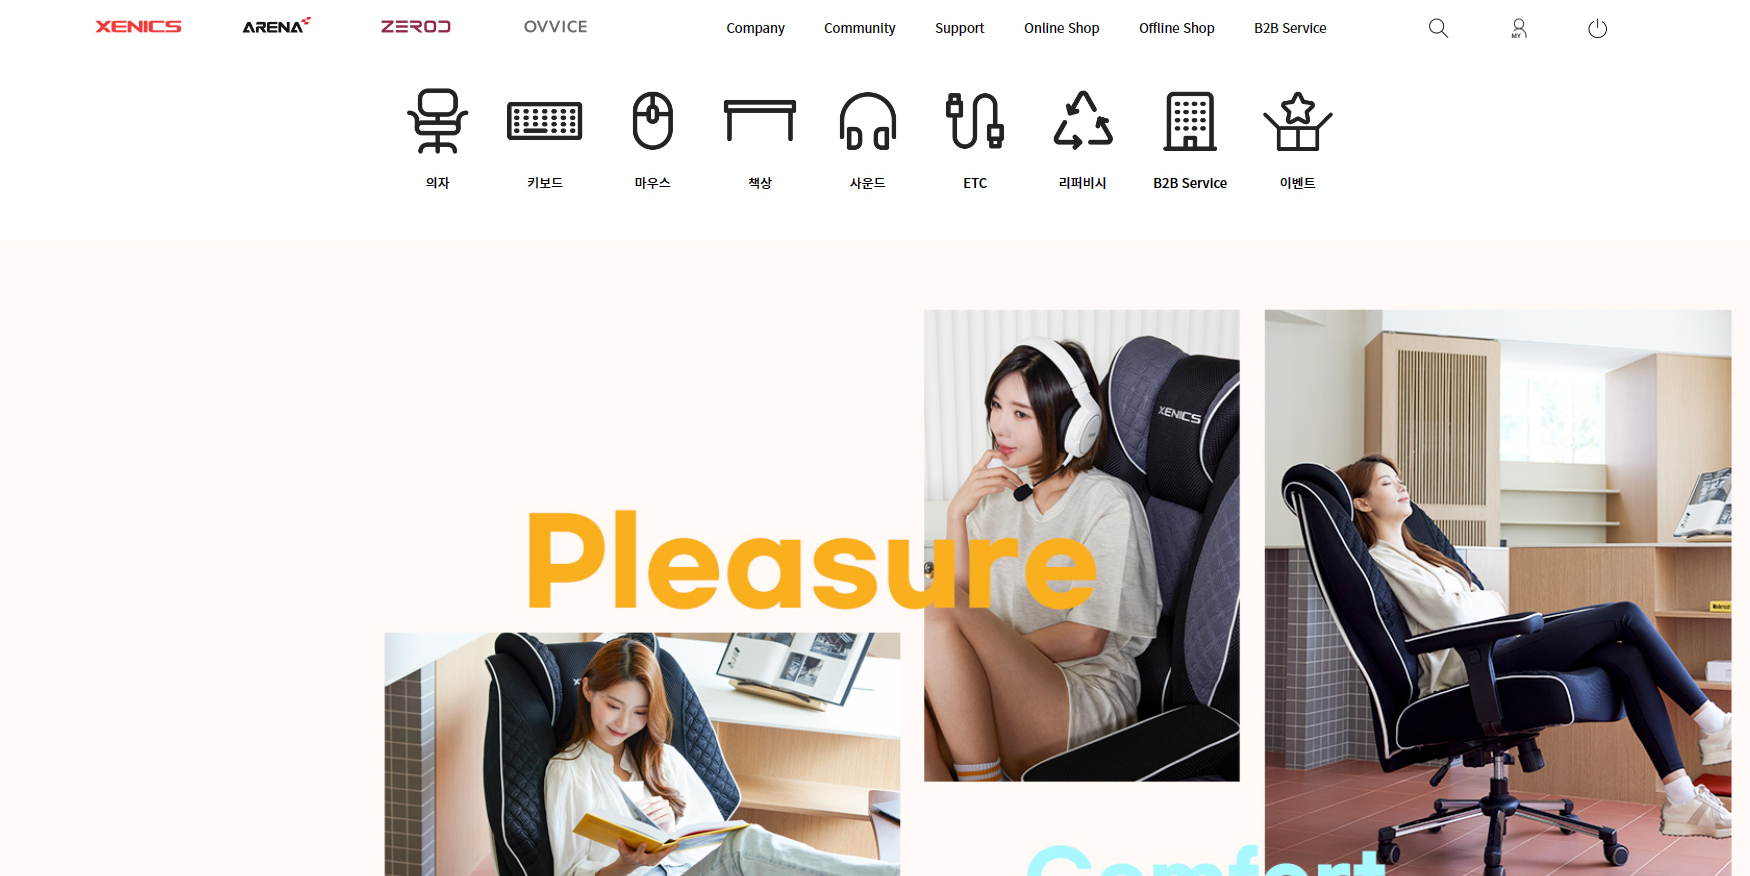 XENICS ARENA ZEROD OVVICE Company Community Support Online Shop Offline Shop B2B Service MY
의자 키보드 마우스 책상 사운드 ETC 리퍼비시 B2B Service 이벤트
XENICS
Pleasure
Comfort